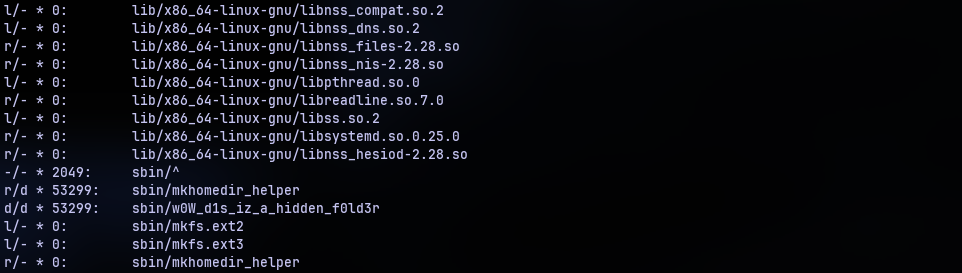 l/- * 0:        lib/x86_64-linux-gnu/libnss_compat.so.2
l/- * 0:        lib/x86_64-linux-gnu/libnss_dns.so.2
r/- * 0:        lib/x86_64-linux-gnu/libnss_files-2.28.so
r/- * 0:        lib/x86_64-linux-gnu/libnss_nis-2.28.so
l/- * 0:        lib/x86_64-linux-gnu/libpthread.so.0
r/- * 0:        lib/x86_64-linux-gnu/libreadline.so.7.0
l/- * 0:        lib/x86_64-linux-gnu/libss.so.2
r/- * 0:        lib/x86_64-linux-gnu/libsystemd.so.0.25.0
r/- * 0:        lib/x86_64-linux-gnu/libnss_hesiod-2.28.so
-/- * 2049:     sbin/^
r/d * 53299:    sbin/mkhomedir_helper
d/d * 53299:    sbin/w0W_d1s_iz_a_hidden_f0ld3r
l/- * 0:        sbin/mkfs.ext2
l/- * 0:        sbin/mkfs.ext3
r/- * 0:        sbin/mkhomedir_helper